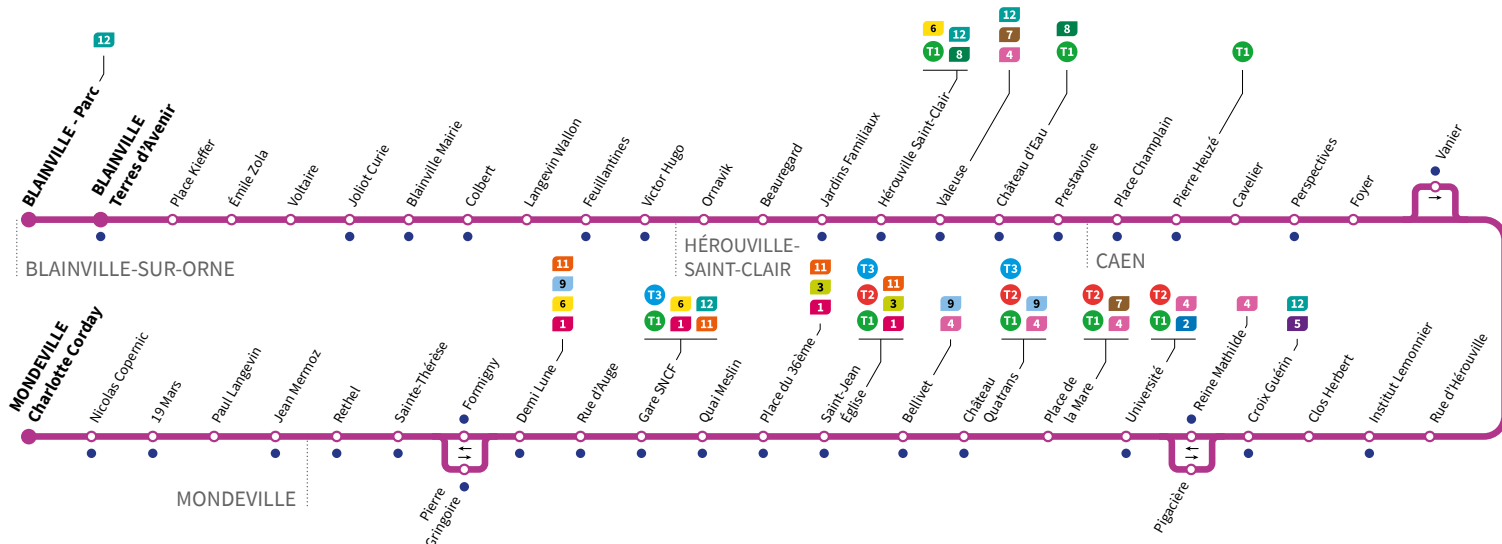 12
BLAINVILLE - Parc
BLAINVILLE
Terres d'Avenir
Place Kieffer
Émile Zola
Voltaire
Joliot Curie
Blainville Mairie
Colbert
Langevin Wallon
Feuillantines
Victor Hugo
Ornavik
Beauregard
Jardins Familiaux
6
12
T1
8
Hérouville Saint-Clair
12
7
4
Valeuse
8
T1
Château d'Eau
Prestavoine
Place Champlain
T1
Pierre Heuzé
Cavelier
Perspectives
Foyer
Vanier
→
BLAINVILLE-SUR-ORNE
HÉROUVILLE-
SAINT-CLAIR
CAEN
MONDEVILLE
Charlotte Corday
Nicolas Copernic
19 Mars
Paul Langevin
Jean Mermoz
Rethel
Sainte-Thérèse
Formigny
←
→
Pierre
Gringoire
11
9
6
1
Demi Lune
Rue d'Auge
T3
6
12
T1
1
11
Gare SNCF
Quai Meslin
11
3
1
Place du 36ème
T3
T2
11
3
T1
1
Saint-Jean
Église
9
4
Bellivet
T3
T2
9
T1
4
Château
Quatrans
T2
7
T1
4
Place de
la Mare
T2
4
T1
2
Université
4
Reine Mathilde
←
→
Pigacière
12
5
Croix Guérin
Clos Herbert
Institut Lemonnier
Rue d'Hérouville
MONDEVILLE